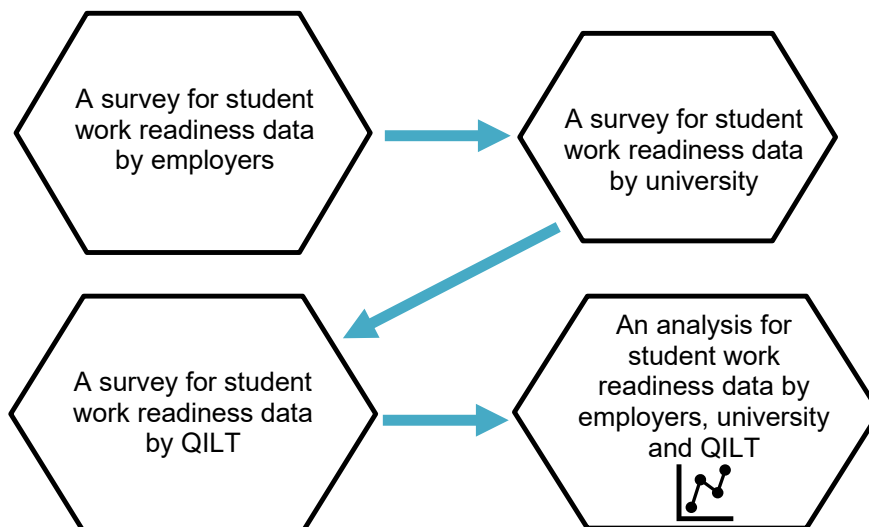 A survey for student
work readiness data
by employers
A survey for student
work readiness data
by university
A survey for student
work readiness data
by QILT
An analysis for
student work
readiness data by
employers, university
and QILT